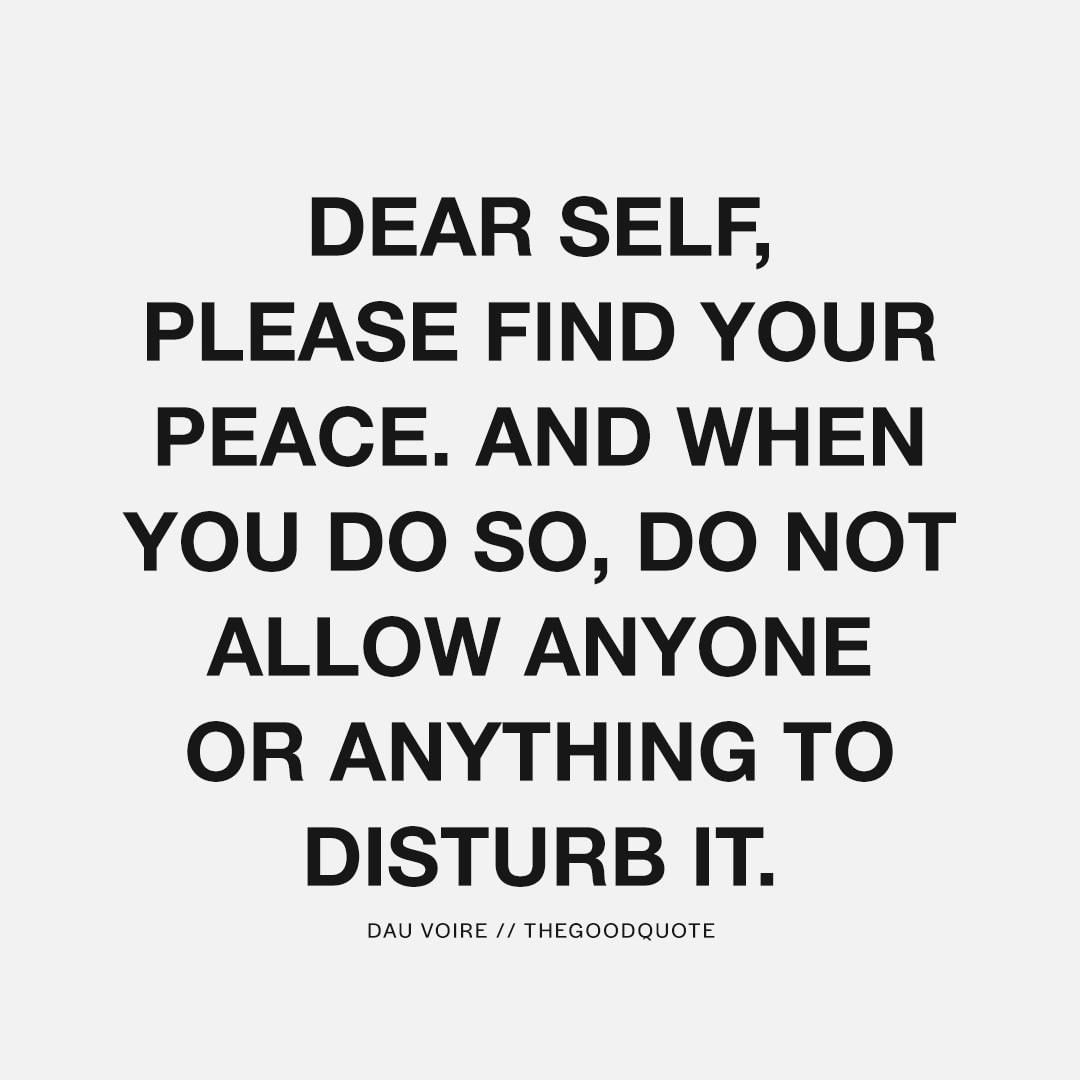 DEAR SELF,
PLEASE FIND YOUR
PEACE. AND WHEN
YOU DO SO, DO NOT
ALLOW ANYONE
OR ANYTHING TO
DISTURB IT.
DAU VOIRE // THEGOODQUOTE